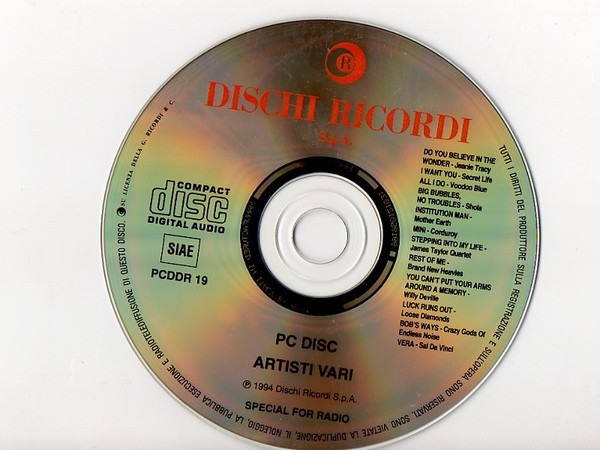 R
DISCHI RICORDI
S.p.A.
DO YOU BELIEVE IN THE
WONDER - Jeanie Tracy
I WANT YOU - Secret Life
ALL I DO - Voodoo Blue
BIG BUBBLES,
NO TROUBLES - Shola
INSTITUTION MAN -
Mother Earth
MINI - Corduroy
STEPPING INTO MY LIFE -
James Taylor Quartet
REST OF ME -
Brand New Heavies
YOU CAN'T PUT YOUR ARMS
AROUND A MEMORY -
Willy Deville
LUCK RUNS OUT -
Loose Diamonds
BOB'S WAYS - Crazy Gods Of
Endless Noise
VERA - Sal Da Vinci
COMPACT
disc
DIGITAL AUDIO
SIAE
PCDDR 19
PC DISC
ARTISTI VARI
℗ 1994 Dischi Ricordi S.p.A.
SPECIAL FOR RADIO
SU LICENZA DELLA G. RICORDI & C.
TUTTI I DIRITTI DEL PRODUTTORE SULLA REGISTRAZIONE E SULL'OPERA SONO RISERVATI. SONO VIETATE LA DUPLICAZIONE, IL NOLEGGIO, LA PUBBLICA ESECUZIONE E RADIOTELEDIFFUSIONE DI QUESTO DISCO.